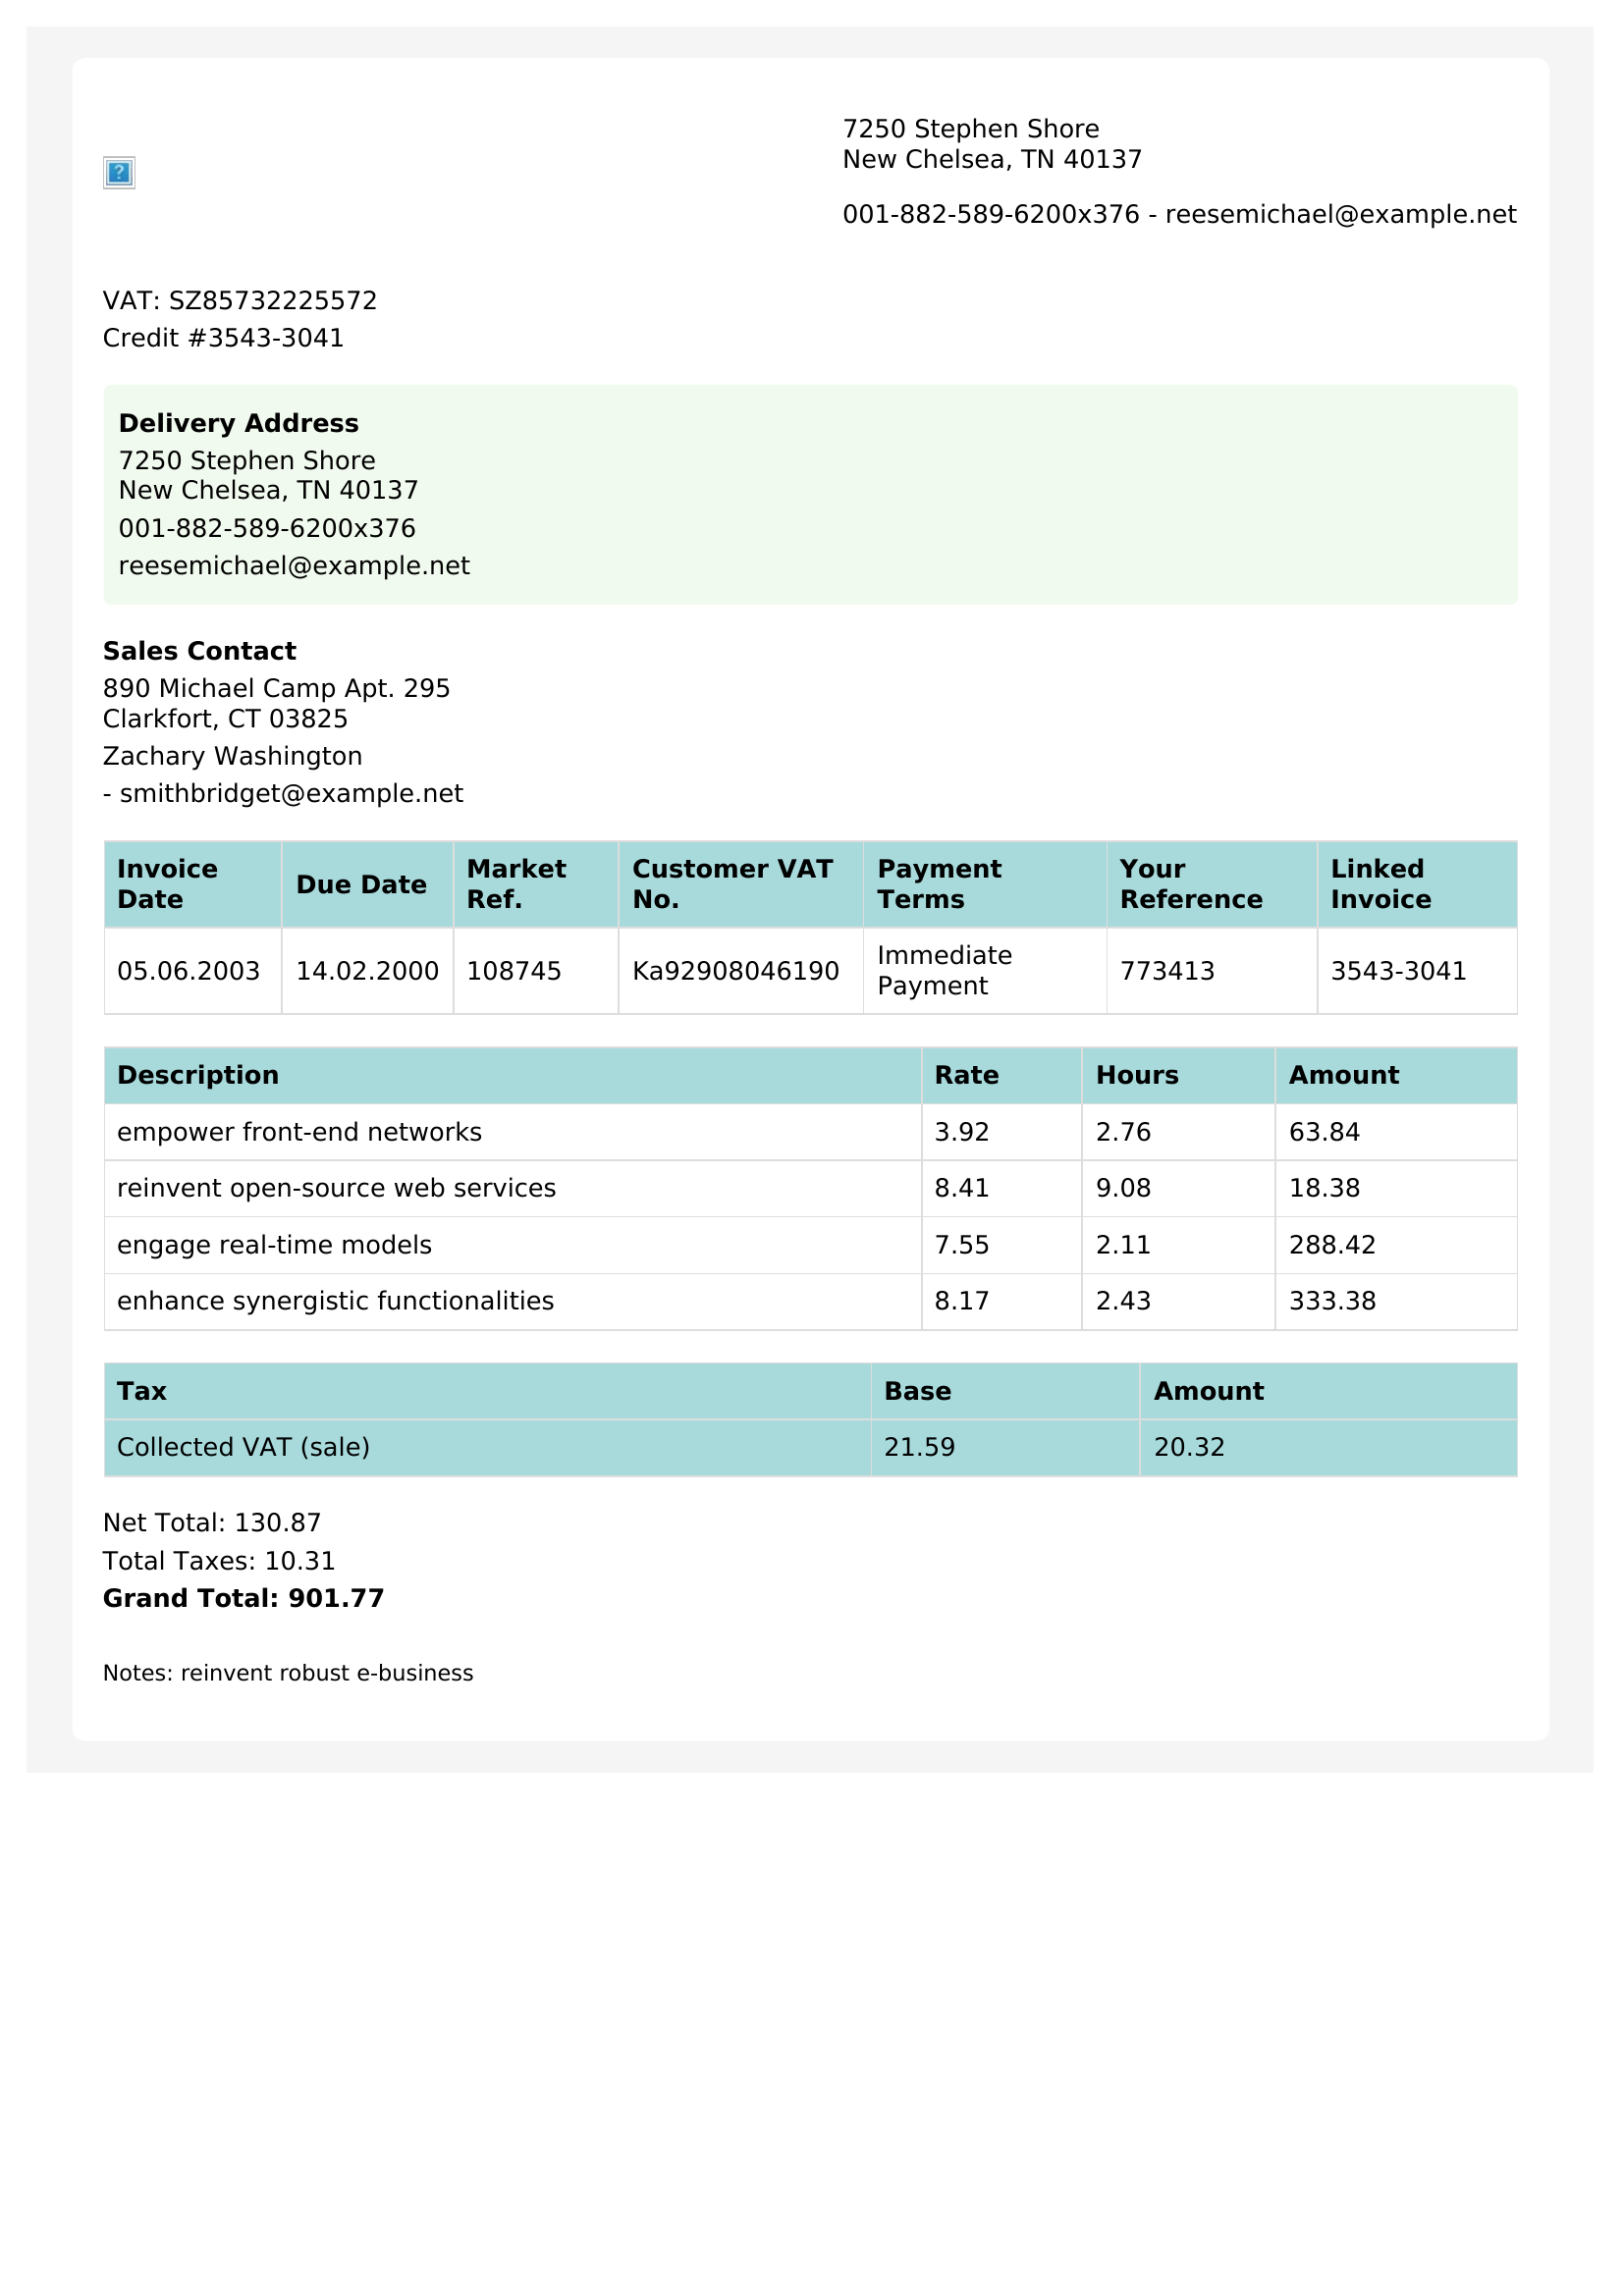 7250 Stephen Shore
New Chelsea, TN 40137
001-882-589-6200x376 - reesemichael@example.net
VAT: SZ85732225572
Credit #3543-3041
Delivery Address
7250 Stephen Shore
New Chelsea, TN 40137
001-882-589-6200x376
reesemichael@example.net
Sales Contact
890 Michael Camp Apt. 295
Clarkfort, CT 03825
Zachary Washington
- smithbridget@example.net
Invoice Date Due Date Market Ref. Customer VAT No. Payment Terms Your Reference Linked Invoice
05.06.2003 14.02.2000 108745 Ka92908046190 Immediate Payment 773413 3543-3041
Description Rate Hours Amount
empower front-end networks 3.92 2.76 63.84
reinvent open-source web services 8.41 9.08 18.38
engage real-time models 7.55 2.11 288.42
enhance synergistic functionalities 8.17 2.43 333.38
Tax Base Amount
Collected VAT (sale) 21.59 20.32
Net Total: 130.87
Total Taxes: 10.31
Grand Total: 901.77
Notes: reinvent robust e-business